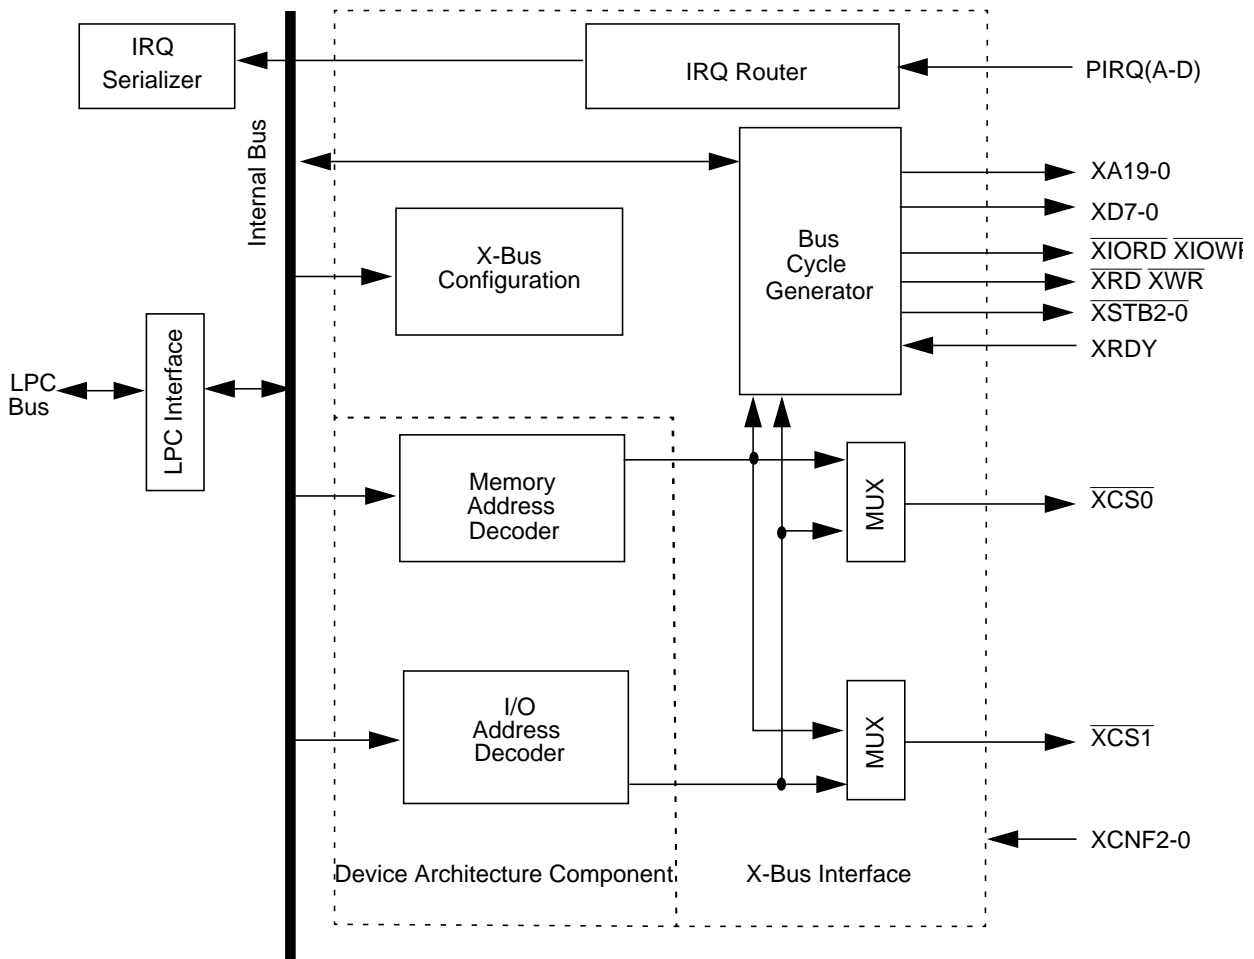 IRQ
Serializer
IRQ Router
PIRQ(A-D)
Internal Bus
XA19-0
XD7-0
Bus
Cycle
Generator
XIORD XIOWR
XRD XWR
XSTB2-0
XRDY
X-Bus
Configuration
LPC
Bus
LPC Interface
Memory
Address
Decoder
MUX
XCS0
I/O
Address
Decoder
MUX
XCS1
XCNF2-0
Device Architecture Component
X-Bus Interface